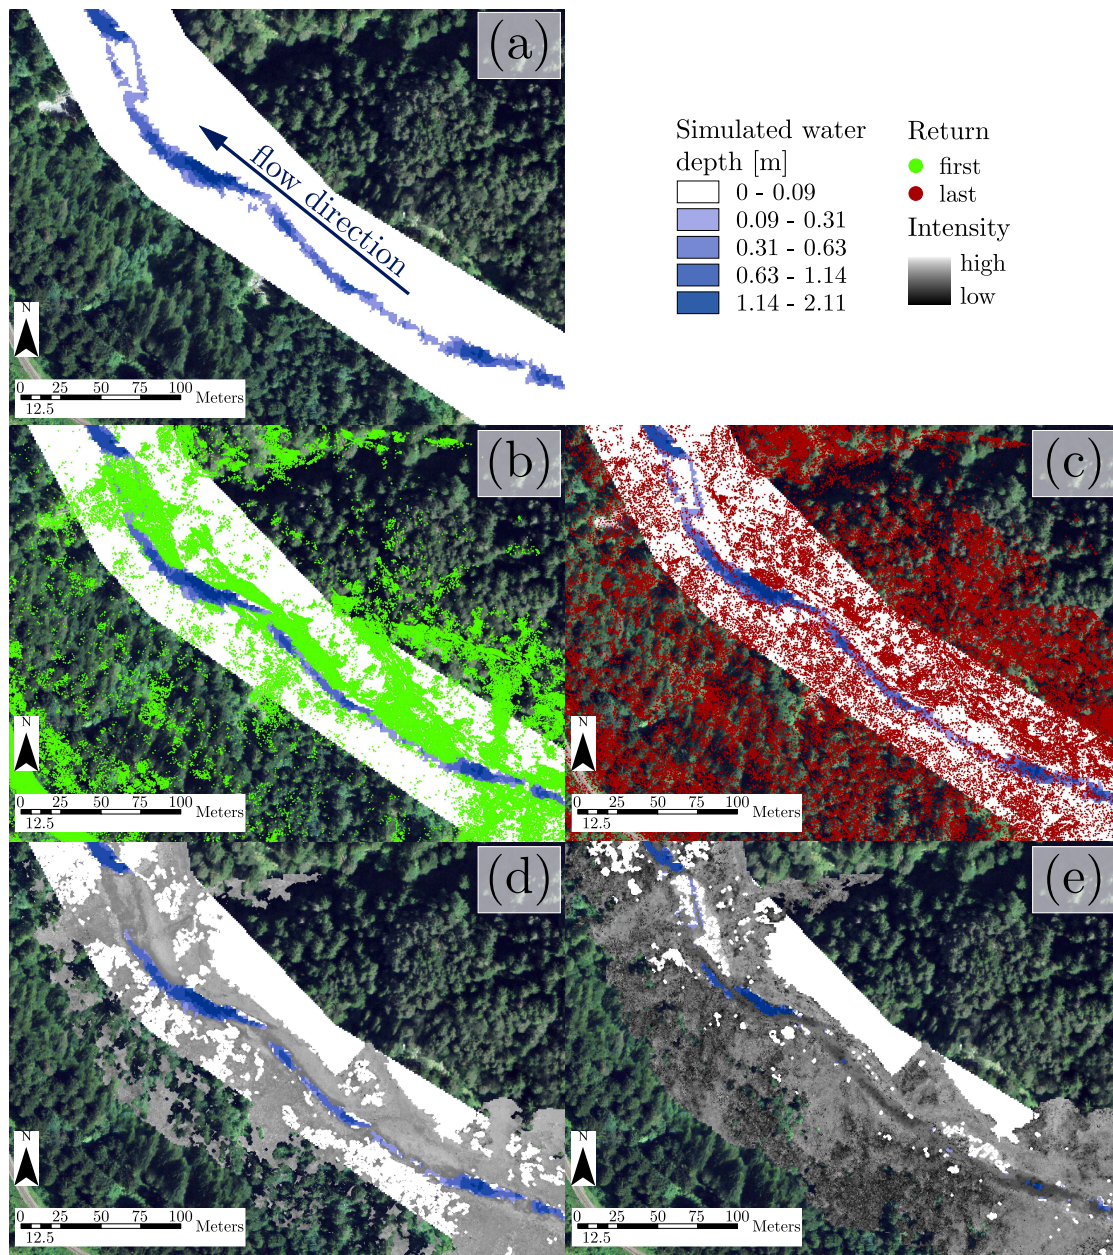 (a)
flow direction
N
0 25 50 75 100
Meters
12.5
Simulated water
depth [m]
0 - 0.09
0.09 - 0.31
0.31 - 0.63
0.63 - 1.14
1.14 - 2.11
Return
first
last
Intensity
high
low
(b)
N
0 25 50 75 100
Meters
12.5
(c)
N
0 25 50 75 100
Meters
12.5
(d)
N
0 25 50 75 100
Meters
12.5
(e)
N
0 25 50 75 100
Meters
12.5